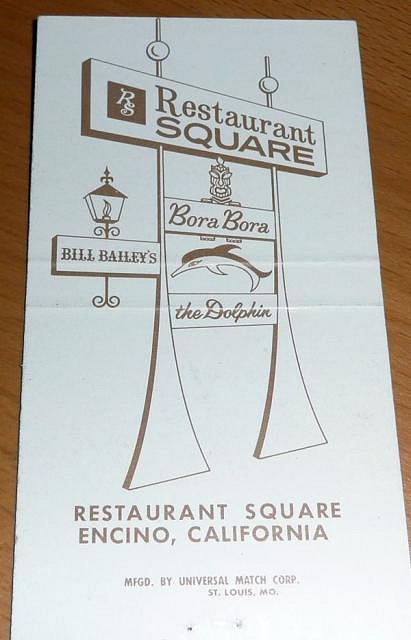 RS
Restaurant
SQUARE
Bora Bora
BILL BAILEY'S
the Dolphin
RESTAURANT SQUARE
ENCINO, CALIFORNIA
MFGD. BY UNIVERSAL MATCH CORP.
ST. LOUIS, MO.